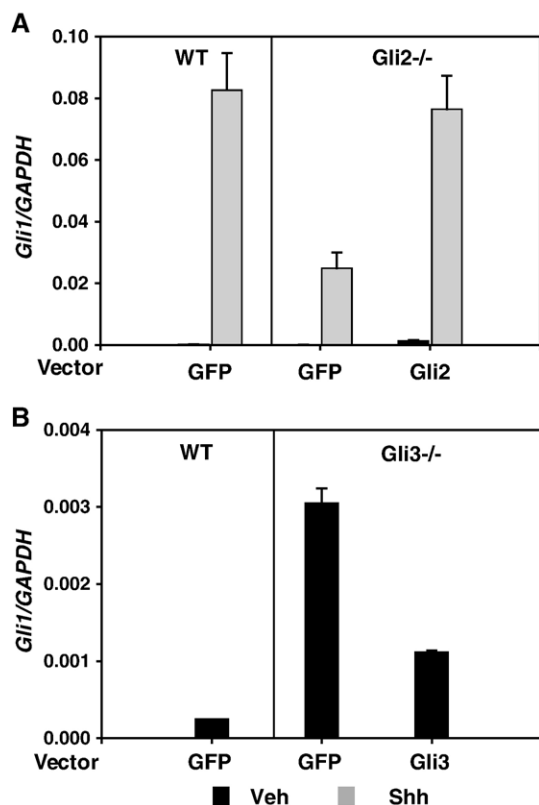 A
WT Gli2-/-
0.10
0.08
0.06
0.04
0.02
0.00
Gli1/GAPDH
Vector GFP GFP Gli2
B
WT Gli3-/-
0.004
0.003
0.002
0.001
0.000
Gli1/GAPDH
Vector GFP GFP Gli3
Veh Shh